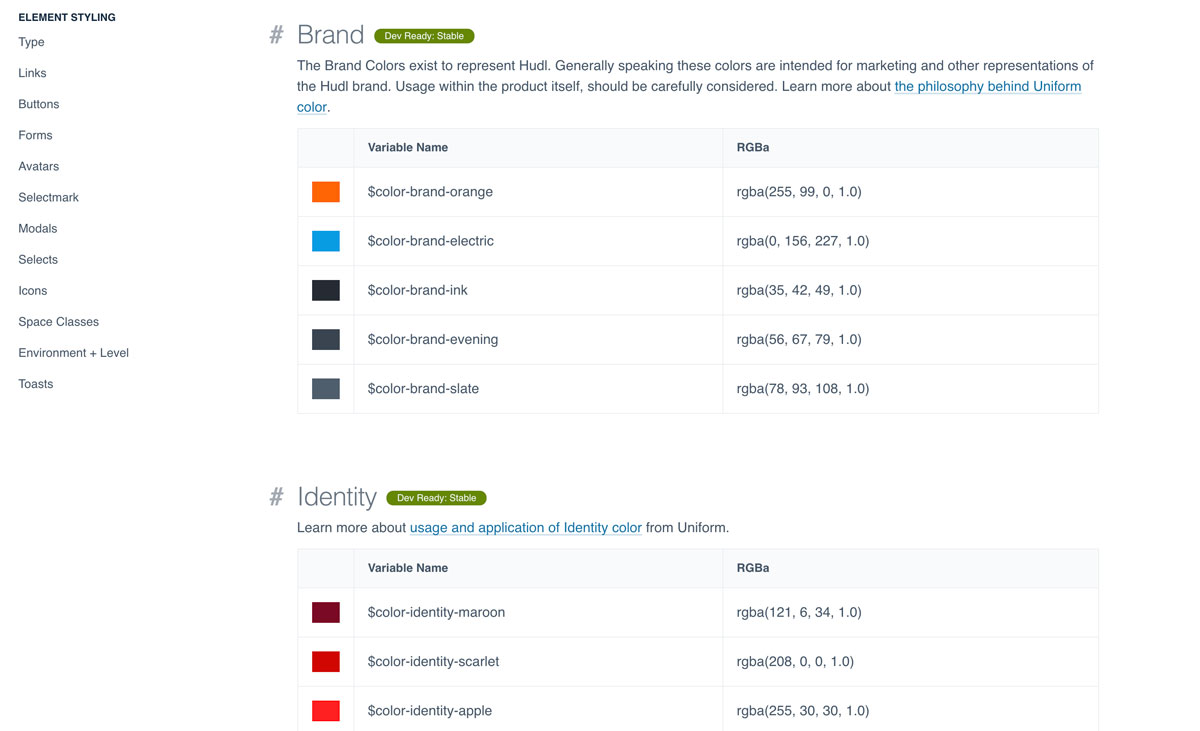 ELEMENT STYLING
Type
Links
Buttons
Forms
Avatars
Selectmark
Modals
Selects
Icons
Space Classes
Environment + Level
Toasts
# Brand Dev Ready: Stable
The Brand Colors exist to represent Hudl. Generally speaking these colors are intended for marketing and other representations of
the Hudl brand. Usage within the product itself, should be carefully considered. Learn more about the philosophy behind Uniform
color.
Variable Name RGBa
$color-brand-orange rgba(255, 99, 0, 1.0)
$color-brand-electric rgba(0, 156, 227, 1.0)
$color-brand-ink rgba(35, 42, 49, 1.0)
$color-brand-evening rgba(56, 67, 79, 1.0)
$color-brand-slate rgba(78, 93, 108, 1.0)
# Identity Dev Ready: Stable
Learn more about usage and application of Identity color from Uniform.
Variable Name RGBa
$color-identity-maroon rgba(121, 6, 34, 1.0)
$color-identity-scarlet rgba(208, 0, 0, 1.0)
$color-identity-apple rgba(255, 30, 30, 1.0)